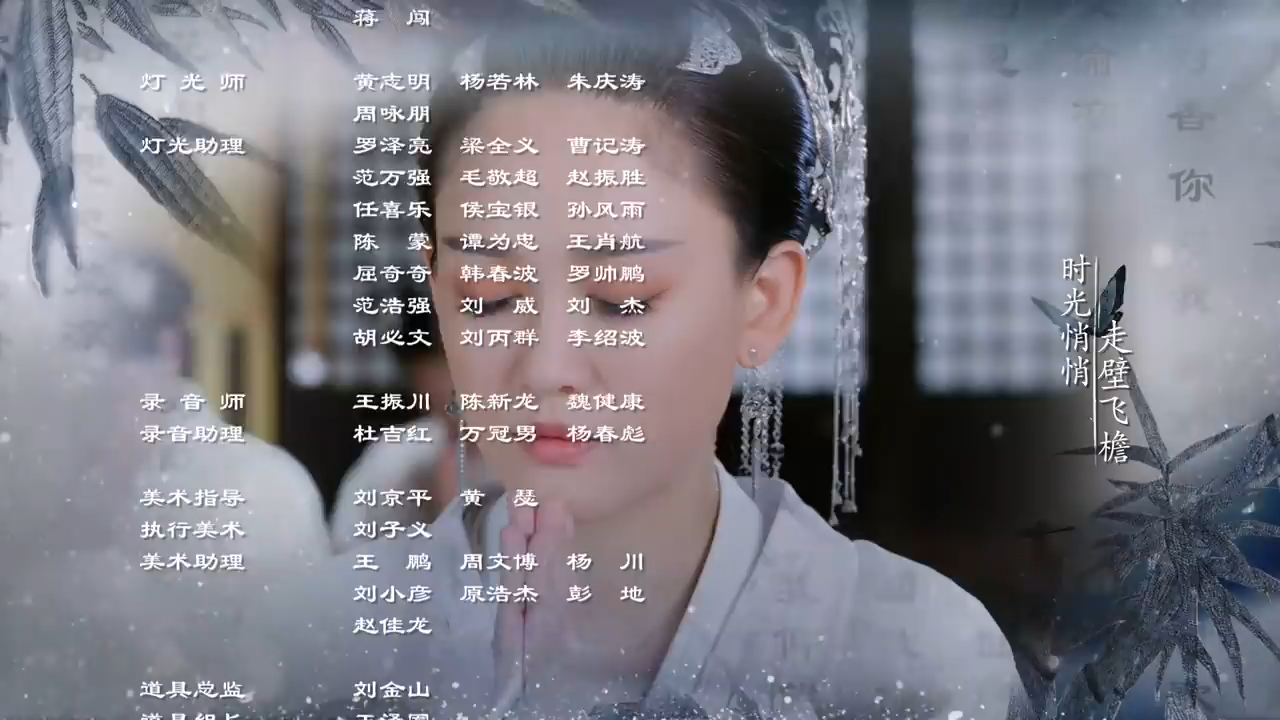 蒋 闯
灯光师 黄志明 杨若林 朱庆涛
周咏朋
灯光助理 罗泽亮 梁全义 曹记涛
范万强 毛敬超 赵振胜
任喜乐 侯宝银 孙风雨
陈 蒙 谭为忠 王肖航
屈奇奇 韩春波 罗帅鹏
范浩强 刘 威 刘 杰
胡必文 刘丙群 李绍波
录音师 王振川 陈新龙 魏健康
录音助理 杜吉红 万冠男 杨春彪
美术指导 刘京平 黄 瑟
执行美术 刘子义
美术助理 王 鹏 周文博 杨 川
刘小彦 原浩杰 彭 地
赵佳龙
道具总监 刘金山
时光悄悄
走壁飞檐
香
你